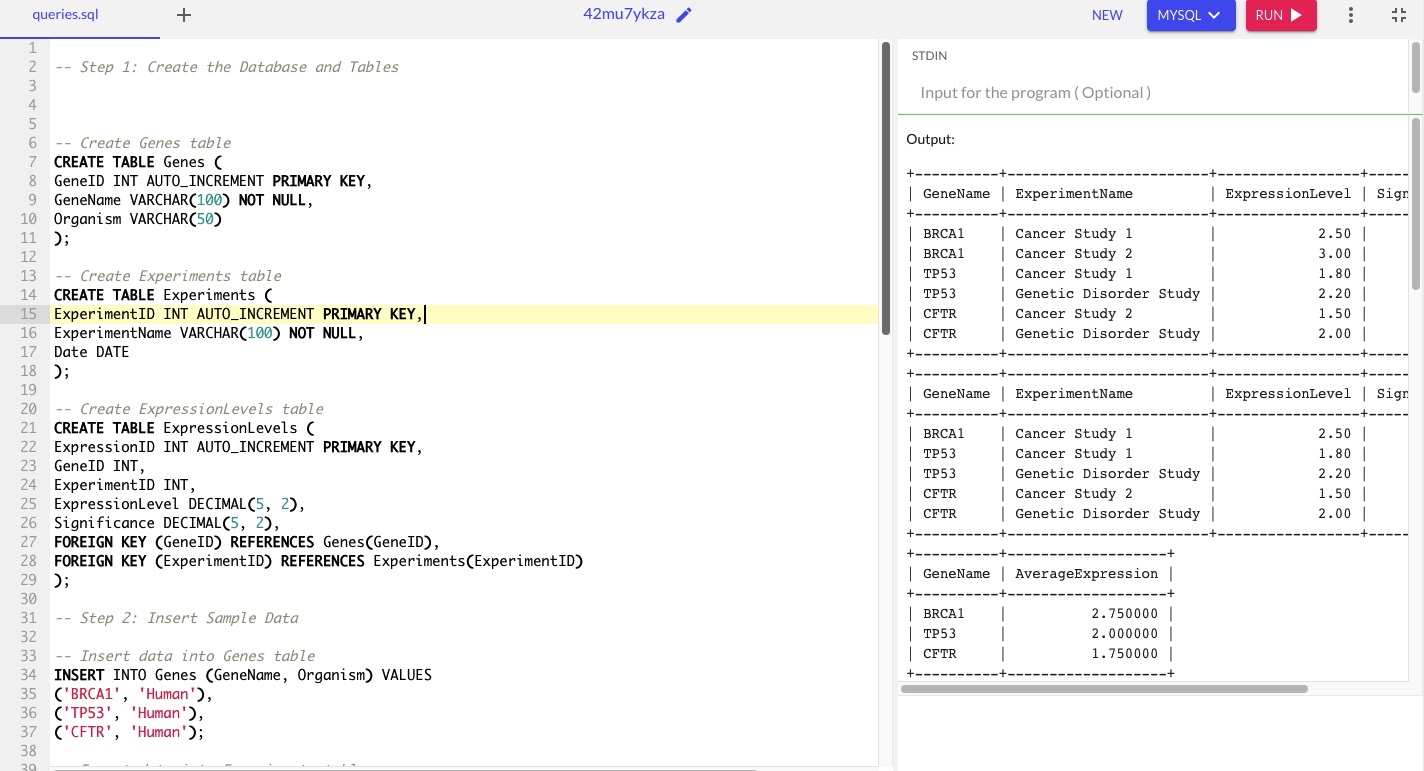 queries.sql + 42mu7ykza NEW MYSQL RUN
1
2 -- Step 1: Create the Database and Tables
3
4
5
6 -- Create Genes table
7 CREATE TABLE Genes (
8 GeneID INT AUTO_INCREMENT PRIMARY KEY,
9 GeneName VARCHAR(100) NOT NULL,
10 Organism VARCHAR(50)
11 );
12
13 -- Create Experiments table
14 CREATE TABLE Experiments (
15 ExperimentID INT AUTO_INCREMENT PRIMARY KEY,
16 ExperimentName VARCHAR(100) NOT NULL,
17 Date DATE
18 );
19
20 -- Create ExpressionLevels table
21 CREATE TABLE ExpressionLevels (
22 ExpressionID INT AUTO_INCREMENT PRIMARY KEY,
23 GeneID INT,
24 ExperimentID INT,
25 ExpressionLevel DECIMAL(5, 2),
26 Significance DECIMAL(5, 2),
27 FOREIGN KEY (GeneID) REFERENCES Genes(GeneID),
28 FOREIGN KEY (ExperimentID) REFERENCES Experiments(ExperimentID)
29 );
30
31 -- Step 2: Insert Sample Data
32
33 -- Insert data into Genes table
34 INSERT INTO Genes (GeneName, Organism) VALUES
35 ('BRCA1', 'Human'),
36 ('TP53', 'Human'),
37 ('CFTR', 'Human');
38
39
STDIN
Input for the program ( Optional )
Output:
+----------+------------------------+-----------------+-----
| GeneName | ExperimentName         | ExpressionLevel | Sign
+----------+------------------------+-----------------+-----
| BRCA1    | Cancer Study 1         |            2.50 |
| BRCA1    | Cancer Study 2         |            3.00 |
| TP53     | Cancer Study 1         |            1.80 |
| TP53     | Genetic Disorder Study |            2.20 |
| CFTR     | Cancer Study 2         |            1.50 |
| CFTR     | Genetic Disorder Study |            2.00 |
+----------+------------------------+-----------------+-----
+----------+------------------------+-----------------+-----
| GeneName | ExperimentName         | ExpressionLevel | Sign
+----------+------------------------+-----------------+-----
| BRCA1    | Cancer Study 1         |            2.50 |
| TP53     | Cancer Study 1         |            1.80 |
| TP53     | Genetic Disorder Study |            2.20 |
| CFTR     | Cancer Study 2         |            1.50 |
| CFTR     | Genetic Disorder Study |            2.00 |
+----------+------------------------+-----------------+-----
+----------+-------------------+
| GeneName | AverageExpression |
+----------+-------------------+
| BRCA1    |          2.750000 |
| TP53     |          2.000000 |
| CFTR     |          1.750000 |
+----------+-------------------+